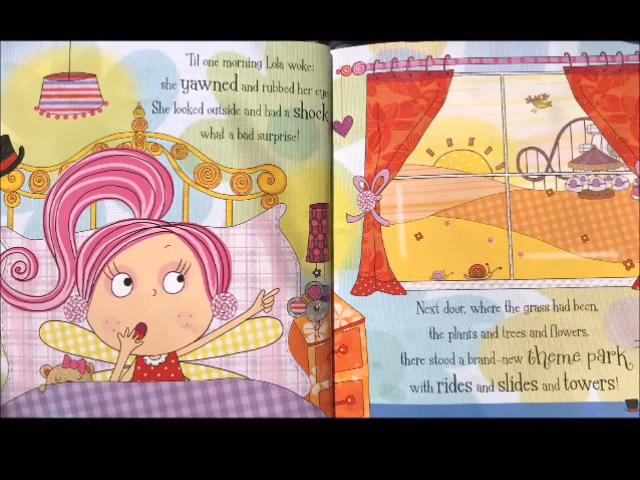 'Til one morning Lola woke;
she yawned and rubbed her eye
She looked outside and had a shock
what a bad surprise!
Next door, where the grass had been,
the plants and trees and flowers,
there stood a brand-new theme park
with rides and slides and towers!